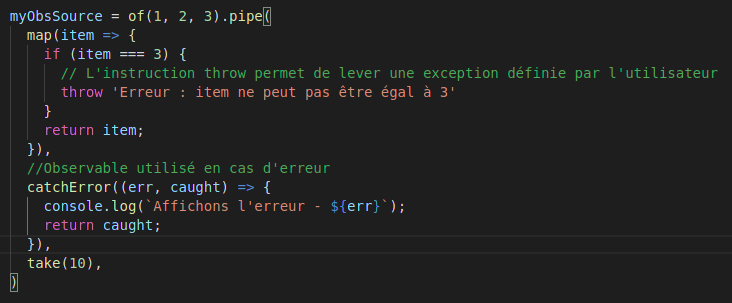 myObsSource = of(1, 2, 3).pipe(
map(item => {
if (item === 3) {
// L'instruction throw permet de lever une exception définie par l'utilisateur
throw 'Erreur : item ne peut pas être égal à 3'
}
return item;
}),
//Observable utilisé en cas d'erreur
catchError((err, caught) => {
console.log(`Affichons l'erreur - ${err}`);
return caught;
}),
take(10),
)